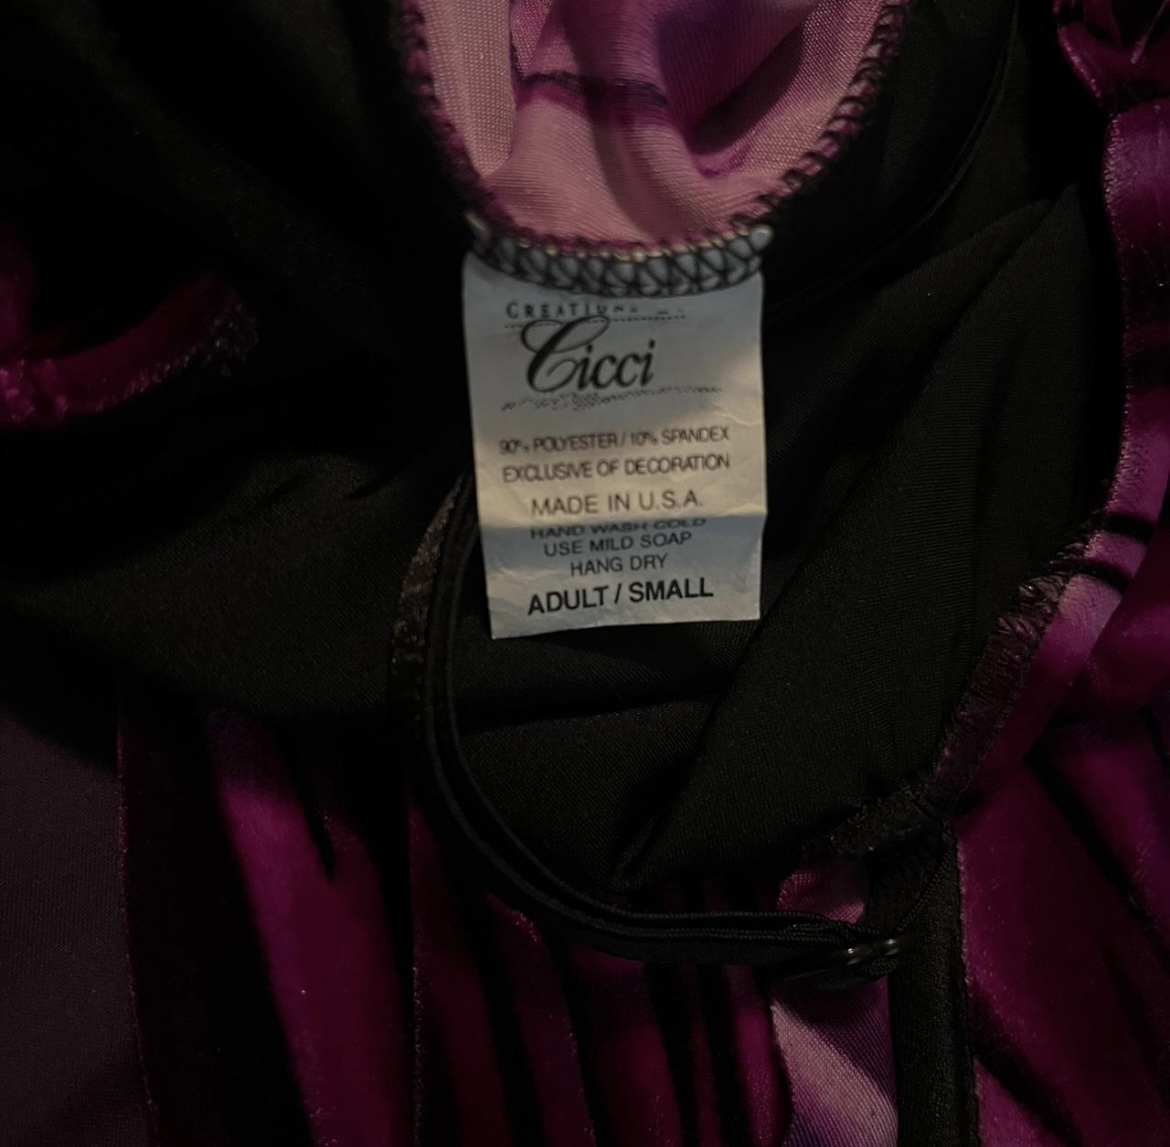 CREATIONS
Cicci
90% POLYESTER / 10% SPANDEX
EXCLUSIVE OF DECORATION
MADE IN U.S.A.
HAND WASH COLD
USE MILD SOAP
HANG DRY
ADULT / SMALL